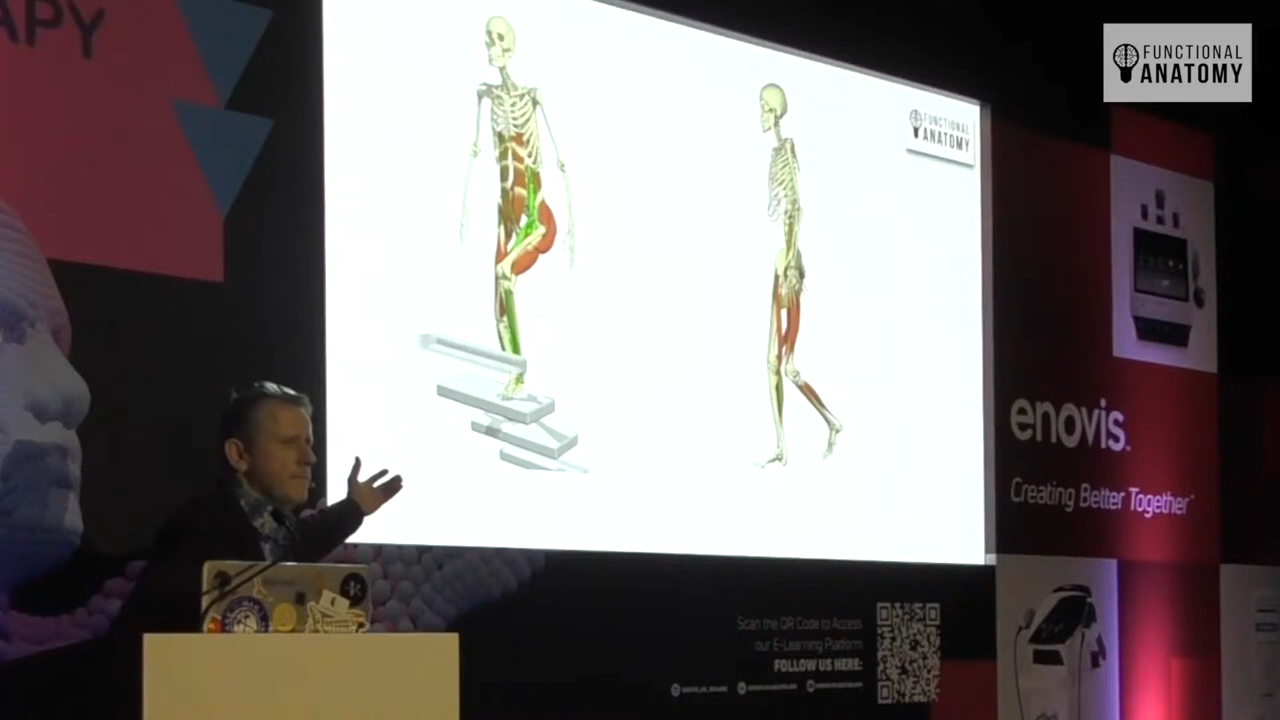 APY
FUNCTIONAL
ANATOMY
FUNCTIONAL
ANATOMY
enovis
Creating Better Together
Scan the QR Code to Access
our E-Learning Platform
FOLLOW US HERE: